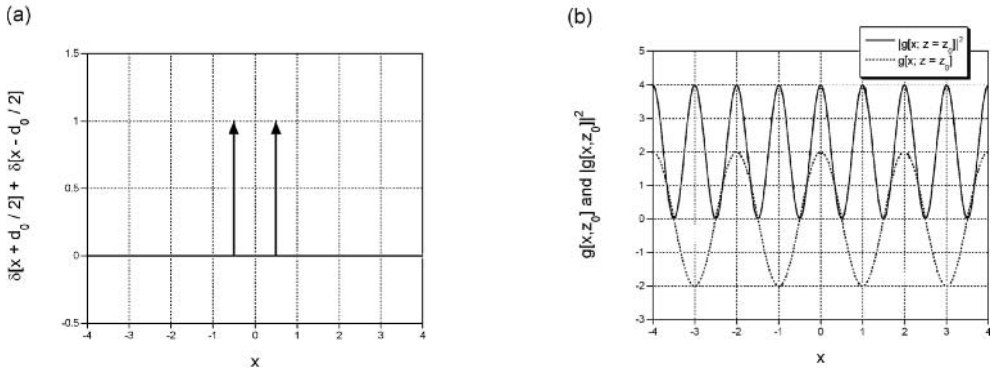 (a)
δ[x + d₀ / 2] + δ[x - d₀ / 2]
1.5
1
0.5
0
-0.5
-4 -3 -2 -1 0 1 2 3 4
x
(b)
|g[x; z = z₀]|²
g[x; z = z₀]
g[x,z₀] and |g[x,z₀]|²
5
4
3
2
1
0
-1
-2
-3
-4 -3 -2 -1 0 1 2 3 4
x